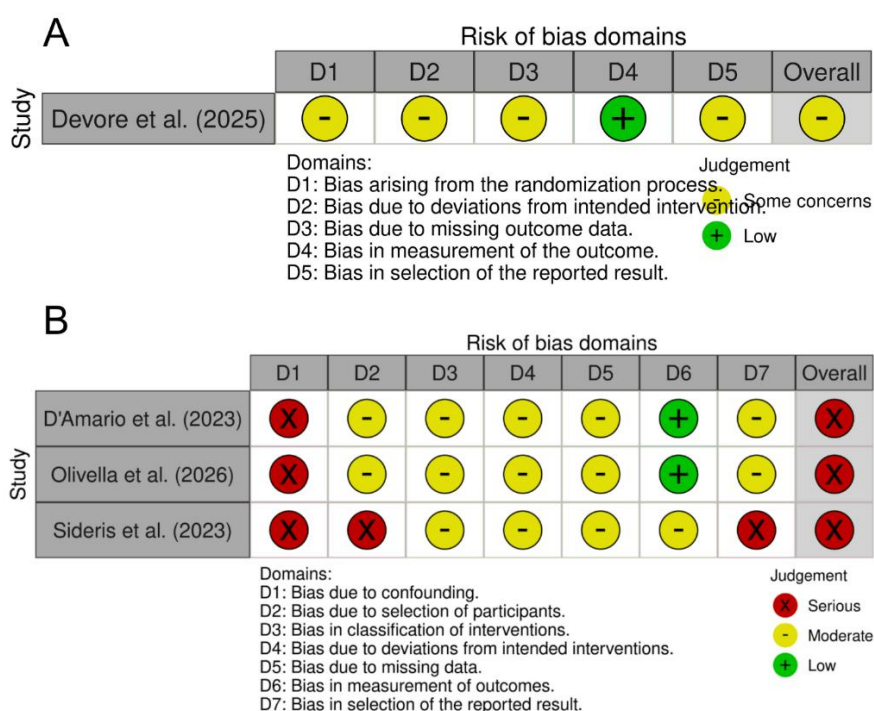 A
Risk of bias domains
D1 D2 D3 D4 D5 Overall
Study
Devore et al. (2025) - - - + - -
Domains:
D1: Bias arising from the randomization process.
D2: Bias due to deviations from intended intervention.
D3: Bias due to missing outcome data.
D4: Bias in measurement of the outcome.
D5: Bias in selection of the reported result.
Judgement
- Some concerns
+ Low
B
Risk of bias domains
D1 D2 D3 D4 D5 D6 D7 Overall
Study
D'Amario et al. (2023) X - - - - + - X
Olivella et al. (2026) X - - - - + - X
Sideris et al. (2023) X X - - - - X X
Domains:
D1: Bias due to confounding.
D2: Bias due to selection of participants.
D3: Bias in classification of interventions.
D4: Bias due to deviations from intended interventions.
D5: Bias due to missing data.
D6: Bias in measurement of outcomes.
D7: Bias in selection of the reported result.
Judgement
X Serious
- Moderate
+ Low